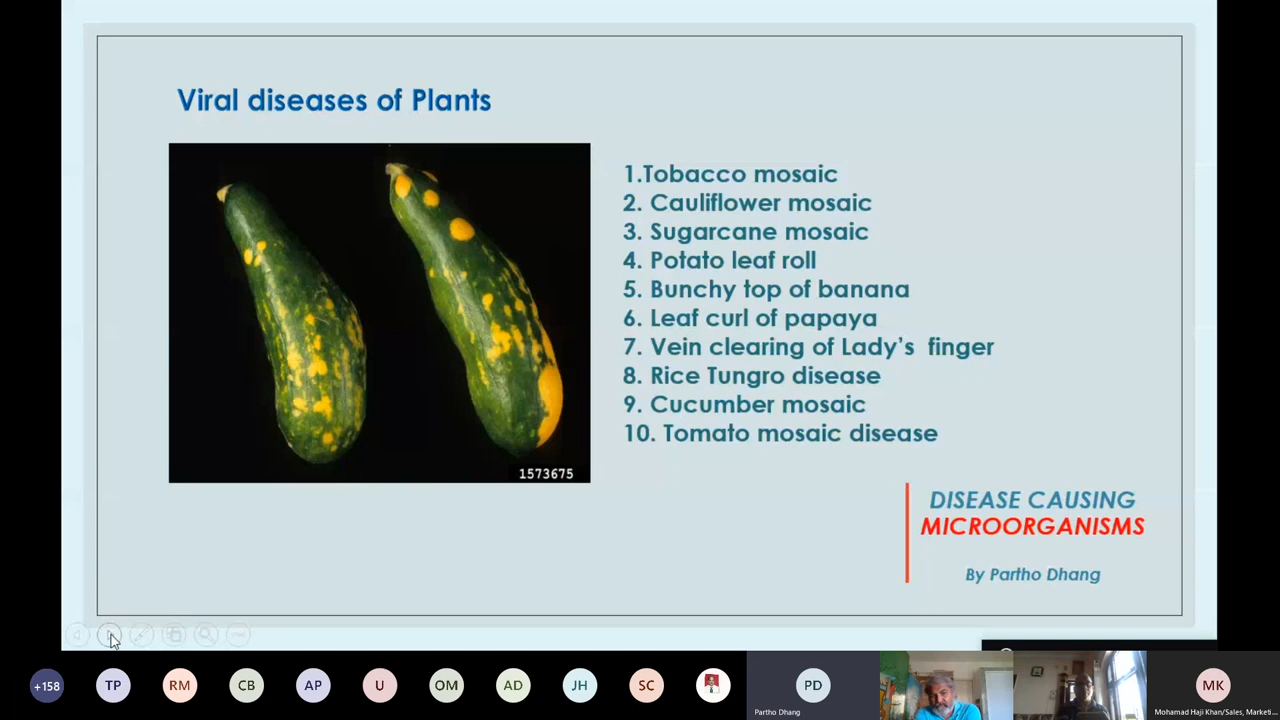 Viral diseases of Plants
1.Tobacco mosaic
2. Cauliflower mosaic
3. Sugarcane mosaic
4. Potato leaf roll
5. Bunchy top of banana
6. Leaf curl of papaya
7. Vein clearing of Lady's  finger
8. Rice Tungro disease
9. Cucumber mosaic
10. Tomato mosaic disease
1573675
DISEASE CAUSING
MICROORGANISMS
By Partho Dhang
+158
TP
RM
CB
AP
U
OM
AD
JH
SC
PD
MK
Partho Dhang
Mohamad Haji Khan/Sales, Marketi...